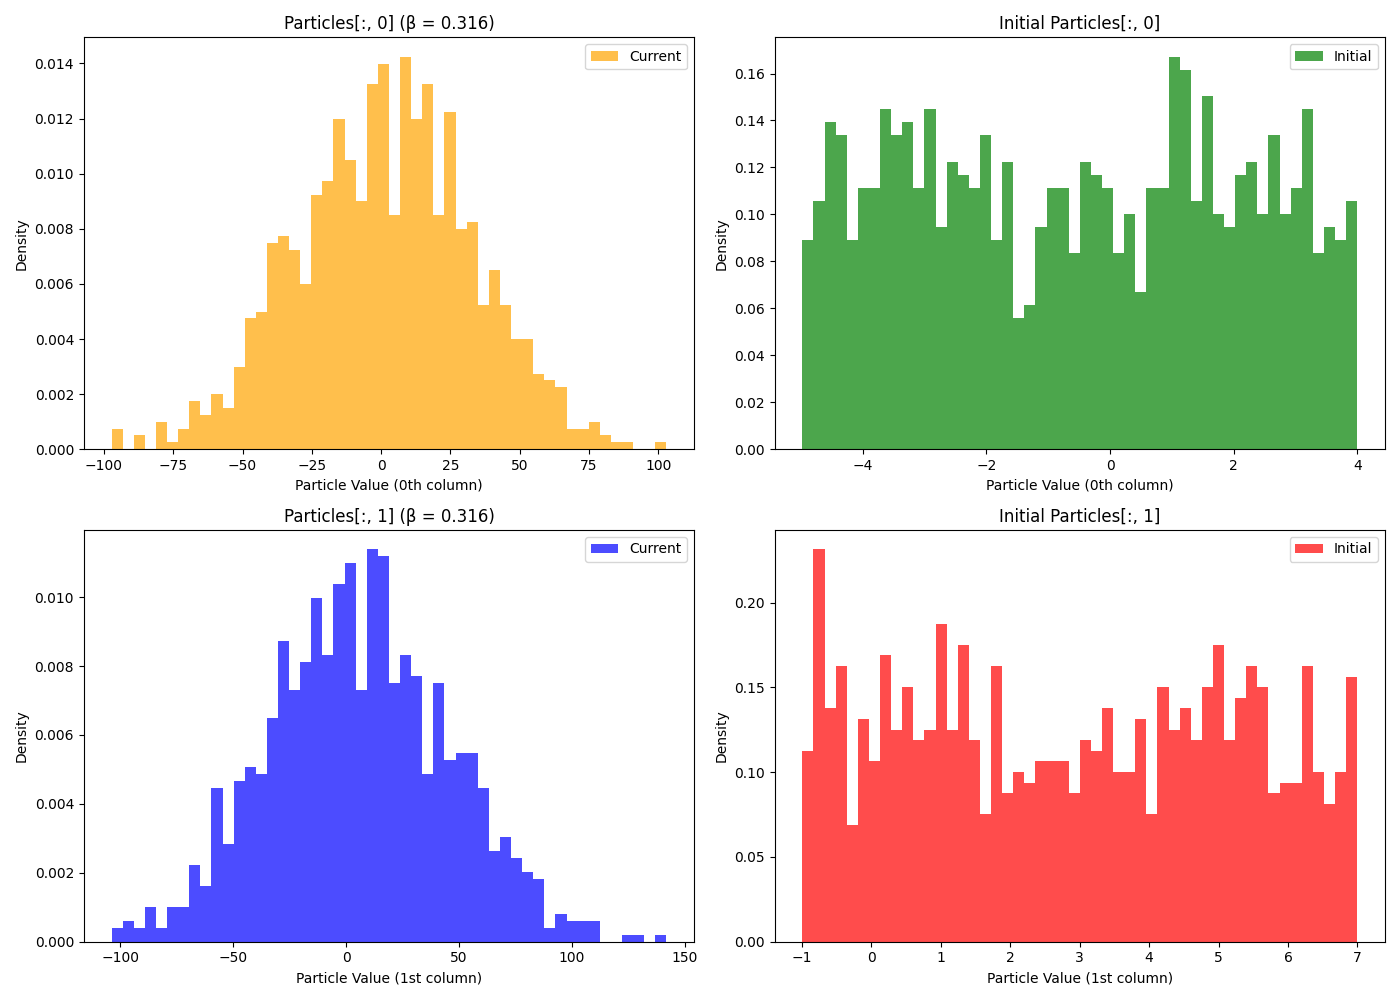 Particles[:, 0] (β = 0.316)
Current
0.014
0.012
0.010
0.008
0.006
0.004
0.002
0.000
Density
−100 −75 −50 −25 0 25 50 75 100
Particle Value (0th column)
Initial Particles[:, 0]
Initial
0.16
0.14
0.12
0.10
0.08
0.06
0.04
0.02
0.00
Density
−4 −2 0 2 4
Particle Value (0th column)
Particles[:, 1] (β = 0.316)
Current
0.010
0.008
0.006
0.004
0.002
0.000
Density
−100 −50 0 50 100 150
Particle Value (1st column)
Initial Particles[:, 1]
Initial
0.20
0.15
0.10
0.05
0.00
Density
−1 0 1 2 3 4 5 6 7
Particle Value (1st column)